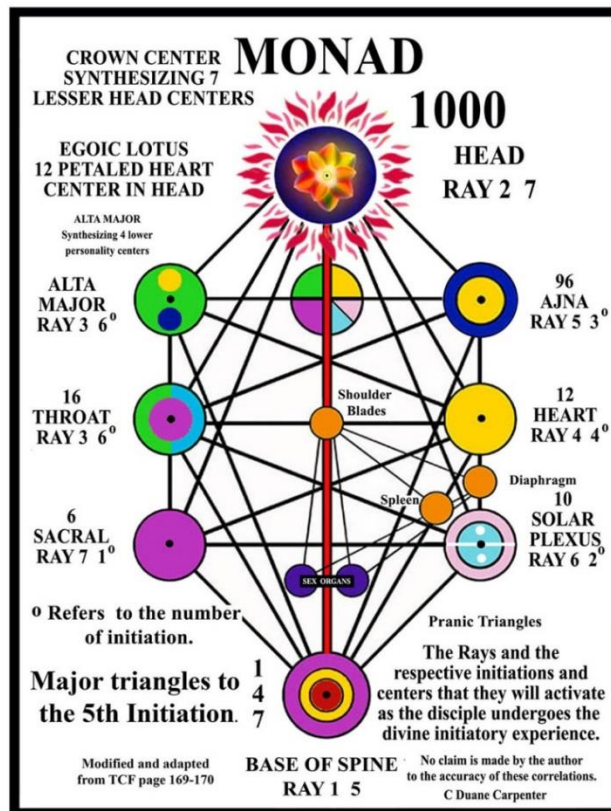 CROWN CENTER
SYNTHESIZING 7
LESSER HEAD CENTERS
MONAD
1000
HEAD
RAY 2 7
EGOIC LOTUS
12 PETALED HEART
CENTER IN HEAD
ALTA MAJOR
Synthesizing 4 lower
personality centers
ALTA
MAJOR
RAY 3 6º
96
AJNA
RAY 5 3º
16
THROAT
RAY 3 6º
Shoulder
Blades
12
HEART
RAY 4 4º
Diaphragm
Spleen
6
SACRAL
RAY 7 1º
10
SOLAR
PLEXUS
RAY 6 2º
SEX ORGANS
º Refers to the number
of initiation.
Pranic Triangles
Major triangles to
the 5th Initiation.
1
4
7
The Rays and the
respective initiations and
centers that they will activate
as the disciple undergoes the
divine initiatory experience.
Modified and adapted
from TCF page 169-170
BASE OF SPINE
RAY 1 5
No claim is made by the author
to the accuracy of these correlations.
C Duane Carpenter